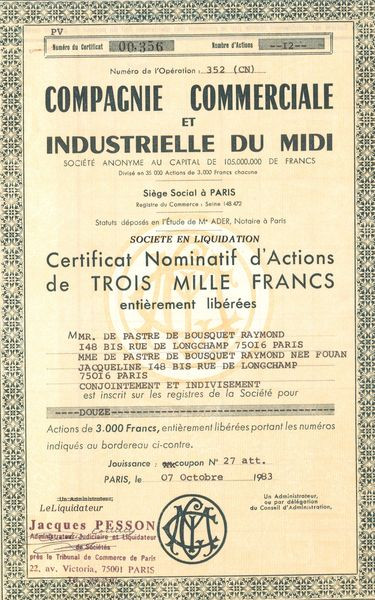 PV
Numéro du Certificat 00,356 Nombre d'Actions --12--
Numéro de l'Opération : 352 (CN)
COMPAGNIE COMMERCIALE
ET
INDUSTRIELLE DU MIDI
SOCIÉTÉ ANONYME AU CAPITAL DE 105.000.000 DE FRANCS
Divisé en 35 000 Actions de 3.000 Francs chacune
Siège Social à PARIS
Registre du Commerce : Seine 148.472
Statuts déposés en l'Étude de Me ADER, Notaire à Paris
SOCIETE EN LIQUIDATION
Certificat Nominatif d'Actions
de TROIS MILLE FRANCS
entièrement libérées
MMR. DE PASTRE DE BOUSQUET RAYMOND
148 BIS RUE DE LONGCHAMP 75016 PARIS
MME DE PASTRE DE BOUSQUET RAYMOND NEE FOUAN
JACQUELINE 148 BIS RUE DE LONGCHAMP
75016 PARIS
CONJOINTEMENT ET INDIVISEMENT
est inscrit sur les registres de la Société pour
----DOUZE----
Actions de 3.000 Francs, entièrement libérées portant les numéros
indiqués au bordereau ci-contre.
Jouissance : coupon N° 27 att.
PARIS, le 07 Octobre 1983
Un Administrateur,
LeLiquidateur
Un Administrateur,
ou par délégation
du Conseil d'Administration,
Jacques PESSON
Administrateur Judiciaire et Liquidateur
de Sociétés
près le Tribunal de Commerce de Paris
22, av. Victoria, 75001 PARIS